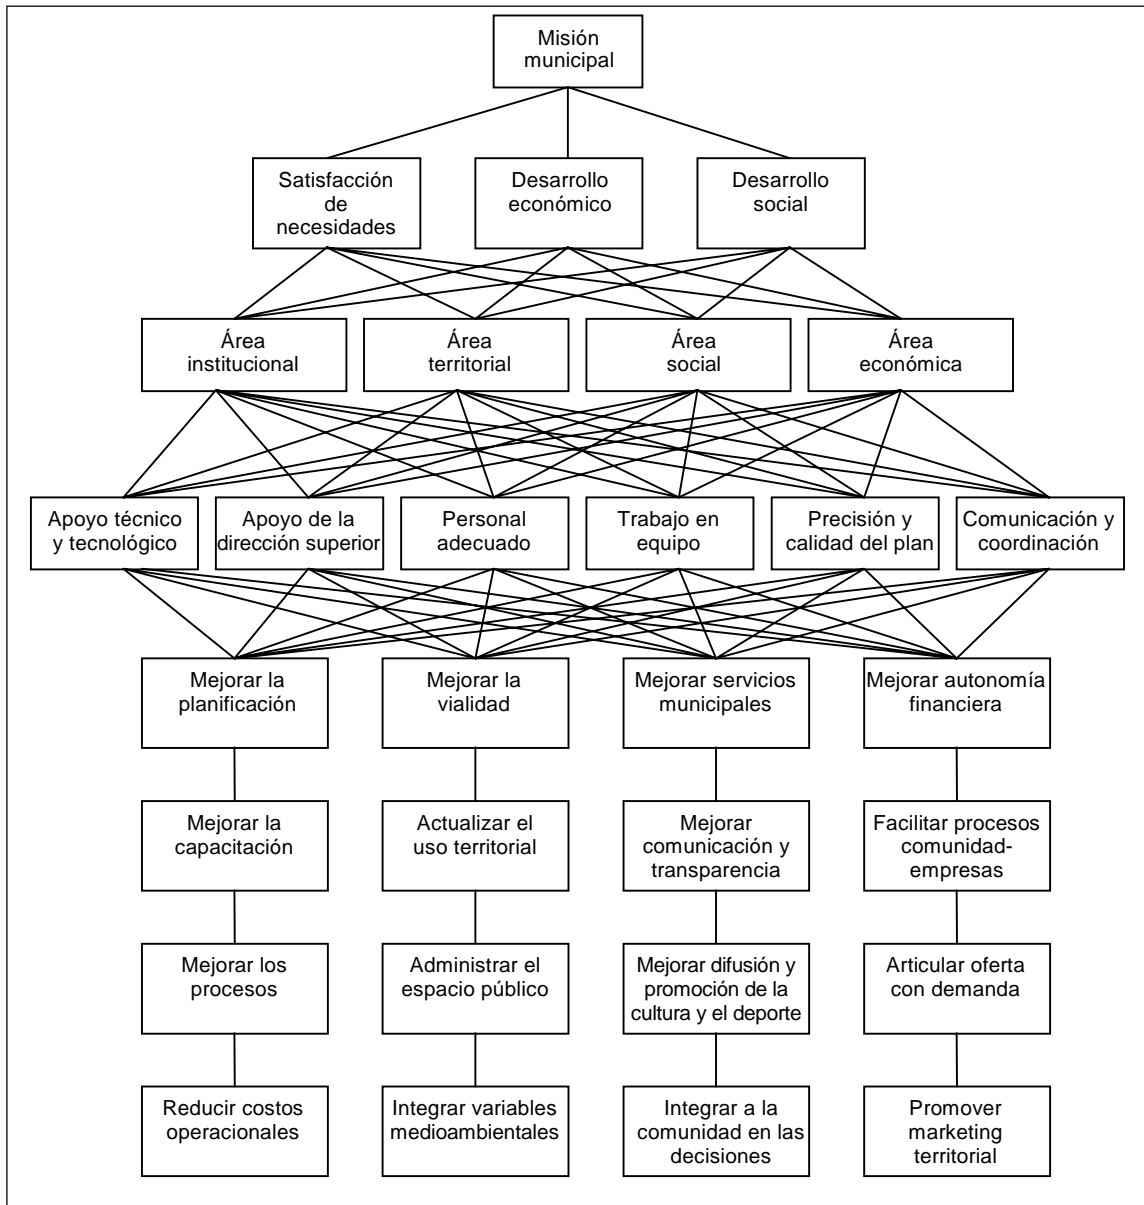 Misión
municipal
Satisfacción
de
necesidades
Desarrollo
económico
Desarrollo
social
Área
institucional
Área
territorial
Área
social
Área
económica
Apoyo técnico
y tecnológico
Apoyo de la
dirección superior
Personal
adecuado
Trabajo en
equipo
Precisión y
calidad del plan
Comunicación y
coordinación
Mejorar la
planificación
Mejorar la
vialidad
Mejorar servicios
municipales
Mejorar autonomía
financiera
Mejorar la
capacitación
Actualizar el
uso territorial
Mejorar
comunicación y
transparencia
Facilitar procesos
comunidad-
empresas
Mejorar los
procesos
Administrar el
espacio público
Mejorar difusión y
promoción de la
cultura y el deporte
Articular oferta
con demanda
Reducir costos
operacionales
Integrar variables
medioambientales
Integrar a la
comunidad en las
decisiones
Promover
marketing
territorial